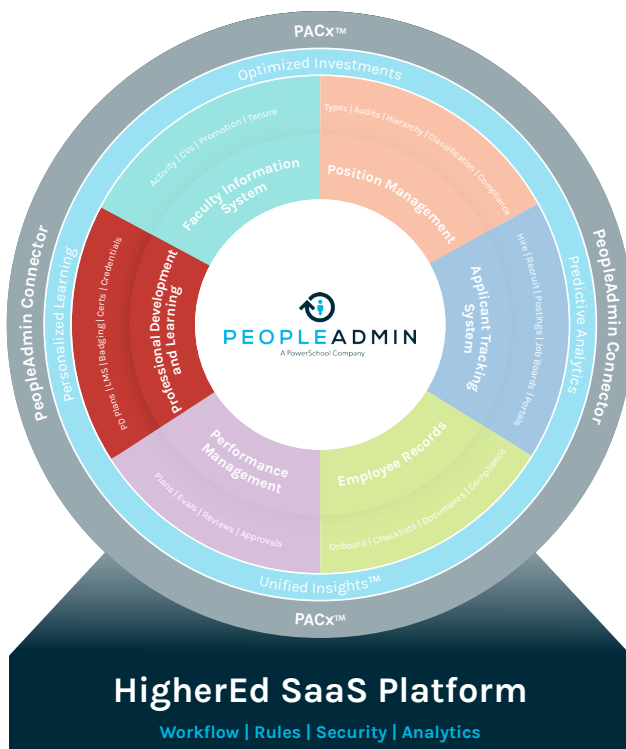 PACx™
Optimized Investments
Activity | CVs | Promotion | Tenure
Faculty Information
System
Types | Audits | Hierarchy | Classification | Compliance
Position Management
PeopleAdmin Connector
Personalized Learning
PD Plans | LMS | Badging | Certs | Credentials
Professional Development
and Learning
PEOPLEADMIN
A PowerSchool Company
Applicant Tracking
System
Hire | Recruit | Postings | Job Boards | Portals
Predictive Analytics
PeopleAdmin Connector
Performance
Management
Plans | Evals | Reviews | Approvals
Employee Records
Onboard | Checklists | Documents | Compliance
Unified Insights™
PACx™
HigherEd SaaS Platform
Workflow | Rules | Security | Analytics